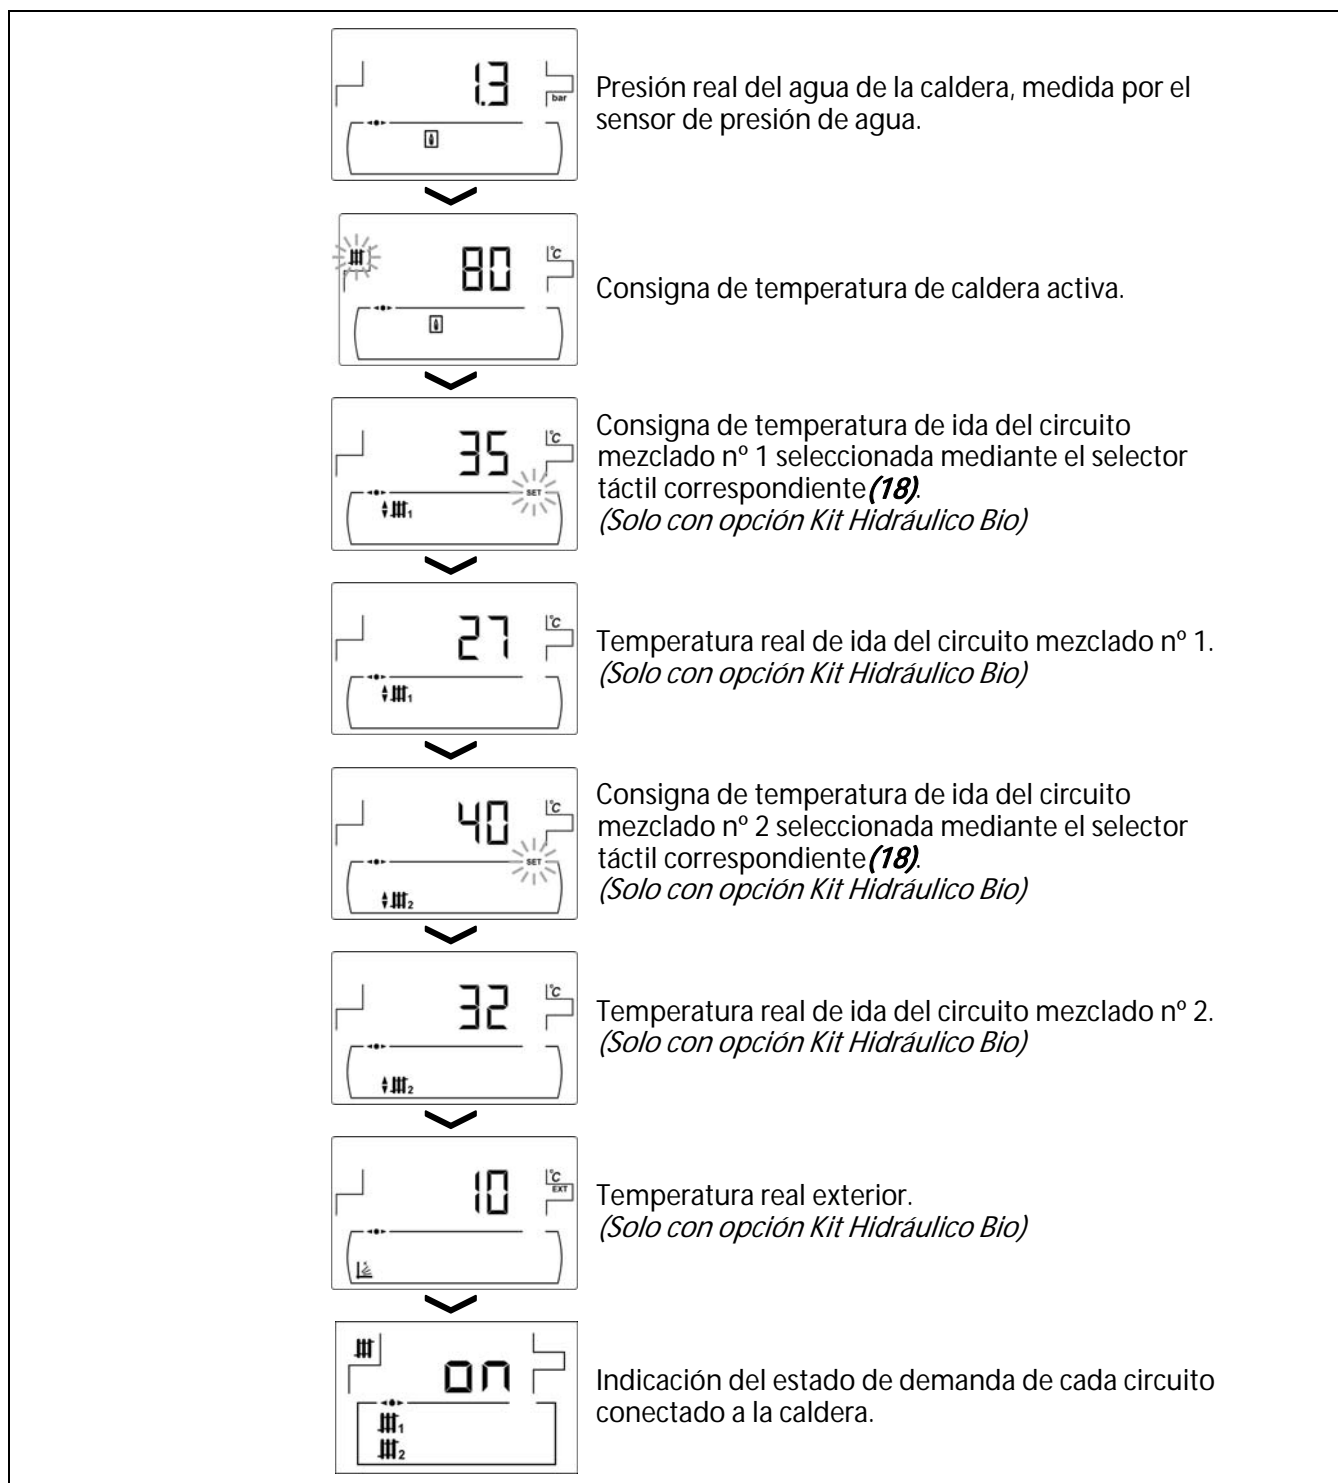 1.3
bar
Presión real del agua de la caldera, medida por el
sensor de presión de agua.
80
°C
Consigna de temperatura de caldera activa.
35
°C
SET
1
Consigna de temperatura de ida del circuito
mezclado nº 1 seleccionada mediante el selector
táctil correspondiente (18).
(Solo con opción Kit Hidráulico Bio)
27
°C
1
Temperatura real de ida del circuito mezclado nº 1.
(Solo con opción Kit Hidráulico Bio)
40
°C
SET
2
Consigna de temperatura de ida del circuito
mezclado nº 2 seleccionada mediante el selector
táctil correspondiente (18).
(Solo con opción Kit Hidráulico Bio)
32
°C
2
Temperatura real de ida del circuito mezclado nº 2.
(Solo con opción Kit Hidráulico Bio)
10
°C
EXT
Temperatura real exterior.
(Solo con opción Kit Hidráulico Bio)
on
1
2
Indicación del estado de demanda de cada circuito
conectado a la caldera.